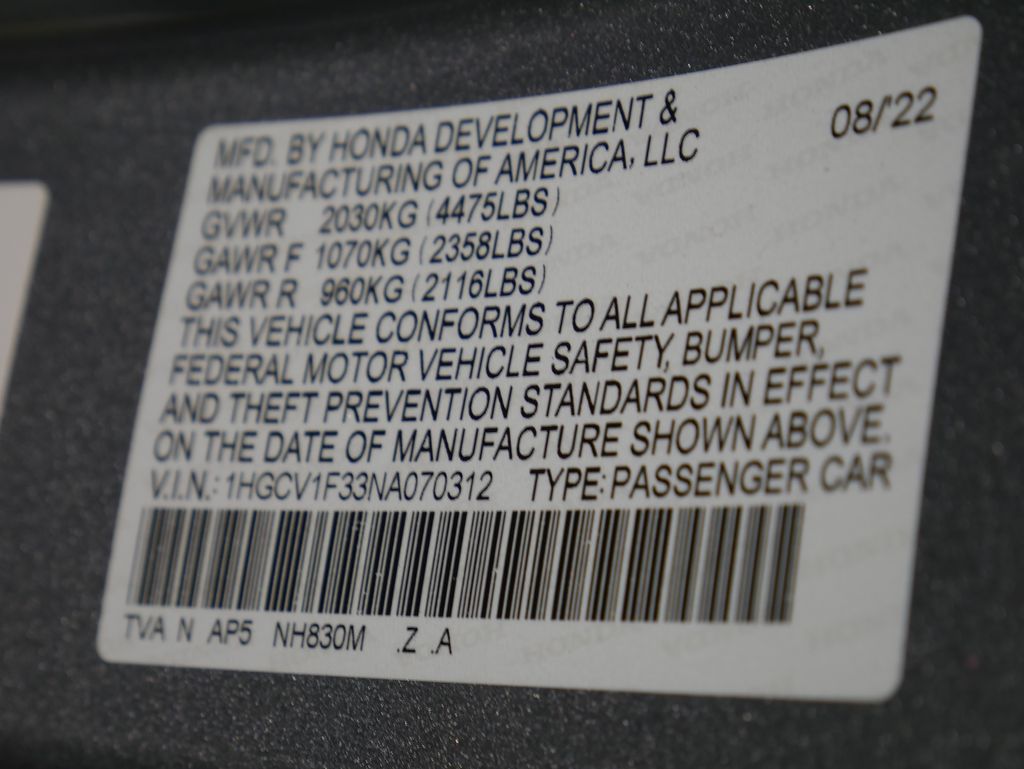 08/'22
MFD. BY HONDA DEVELOPMENT &
MANUFACTURING OF AMERICA, LLC
GVWR 2030KG (4475LBS)
GAWR F 1070KG (2358LBS)
GAWR R 960KG (2116LBS)
THIS VEHICLE CONFORMS TO ALL APPLICABLE
FEDERAL MOTOR VEHICLE SAFETY, BUMPER,
AND THEFT PREVENTION STANDARDS IN EFFECT
ON THE DATE OF MANUFACTURE SHOWN ABOVE.
V.I.N.: 1HGCV1F33NA070312 TYPE: PASSENGER CAR
TVA N AP5 NH830M .Z .A